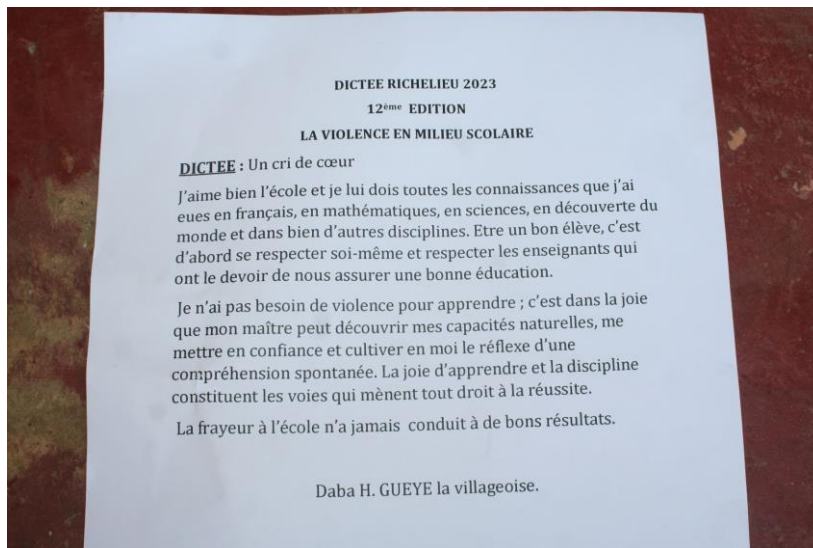 DICTEE RICHELIEU 2023
12ème EDITION
LA VIOLENCE EN MILIEU SCOLAIRE
DICTEE : Un cri de cœur
J'aime bien l'école et je lui dois toutes les connaissances que j'ai
eues en français, en mathématiques, en sciences, en découverte du
monde et dans bien d'autres disciplines. Etre un bon élève, c'est
d'abord se respecter soi-même et respecter les enseignants qui
ont le devoir de nous assurer une bonne éducation.
Je n'ai pas besoin de violence pour apprendre ; c'est dans la joie
que mon maître peut découvrir mes capacités naturelles, me
mettre en confiance et cultiver en moi le réflexe d'une
compréhension spontanée. La joie d'apprendre et la discipline
constituent les voies qui mènent tout droit à la réussite.
La frayeur à l'école n'a jamais conduit à de bons résultats.
Daba H. GUEYE la villageoise.